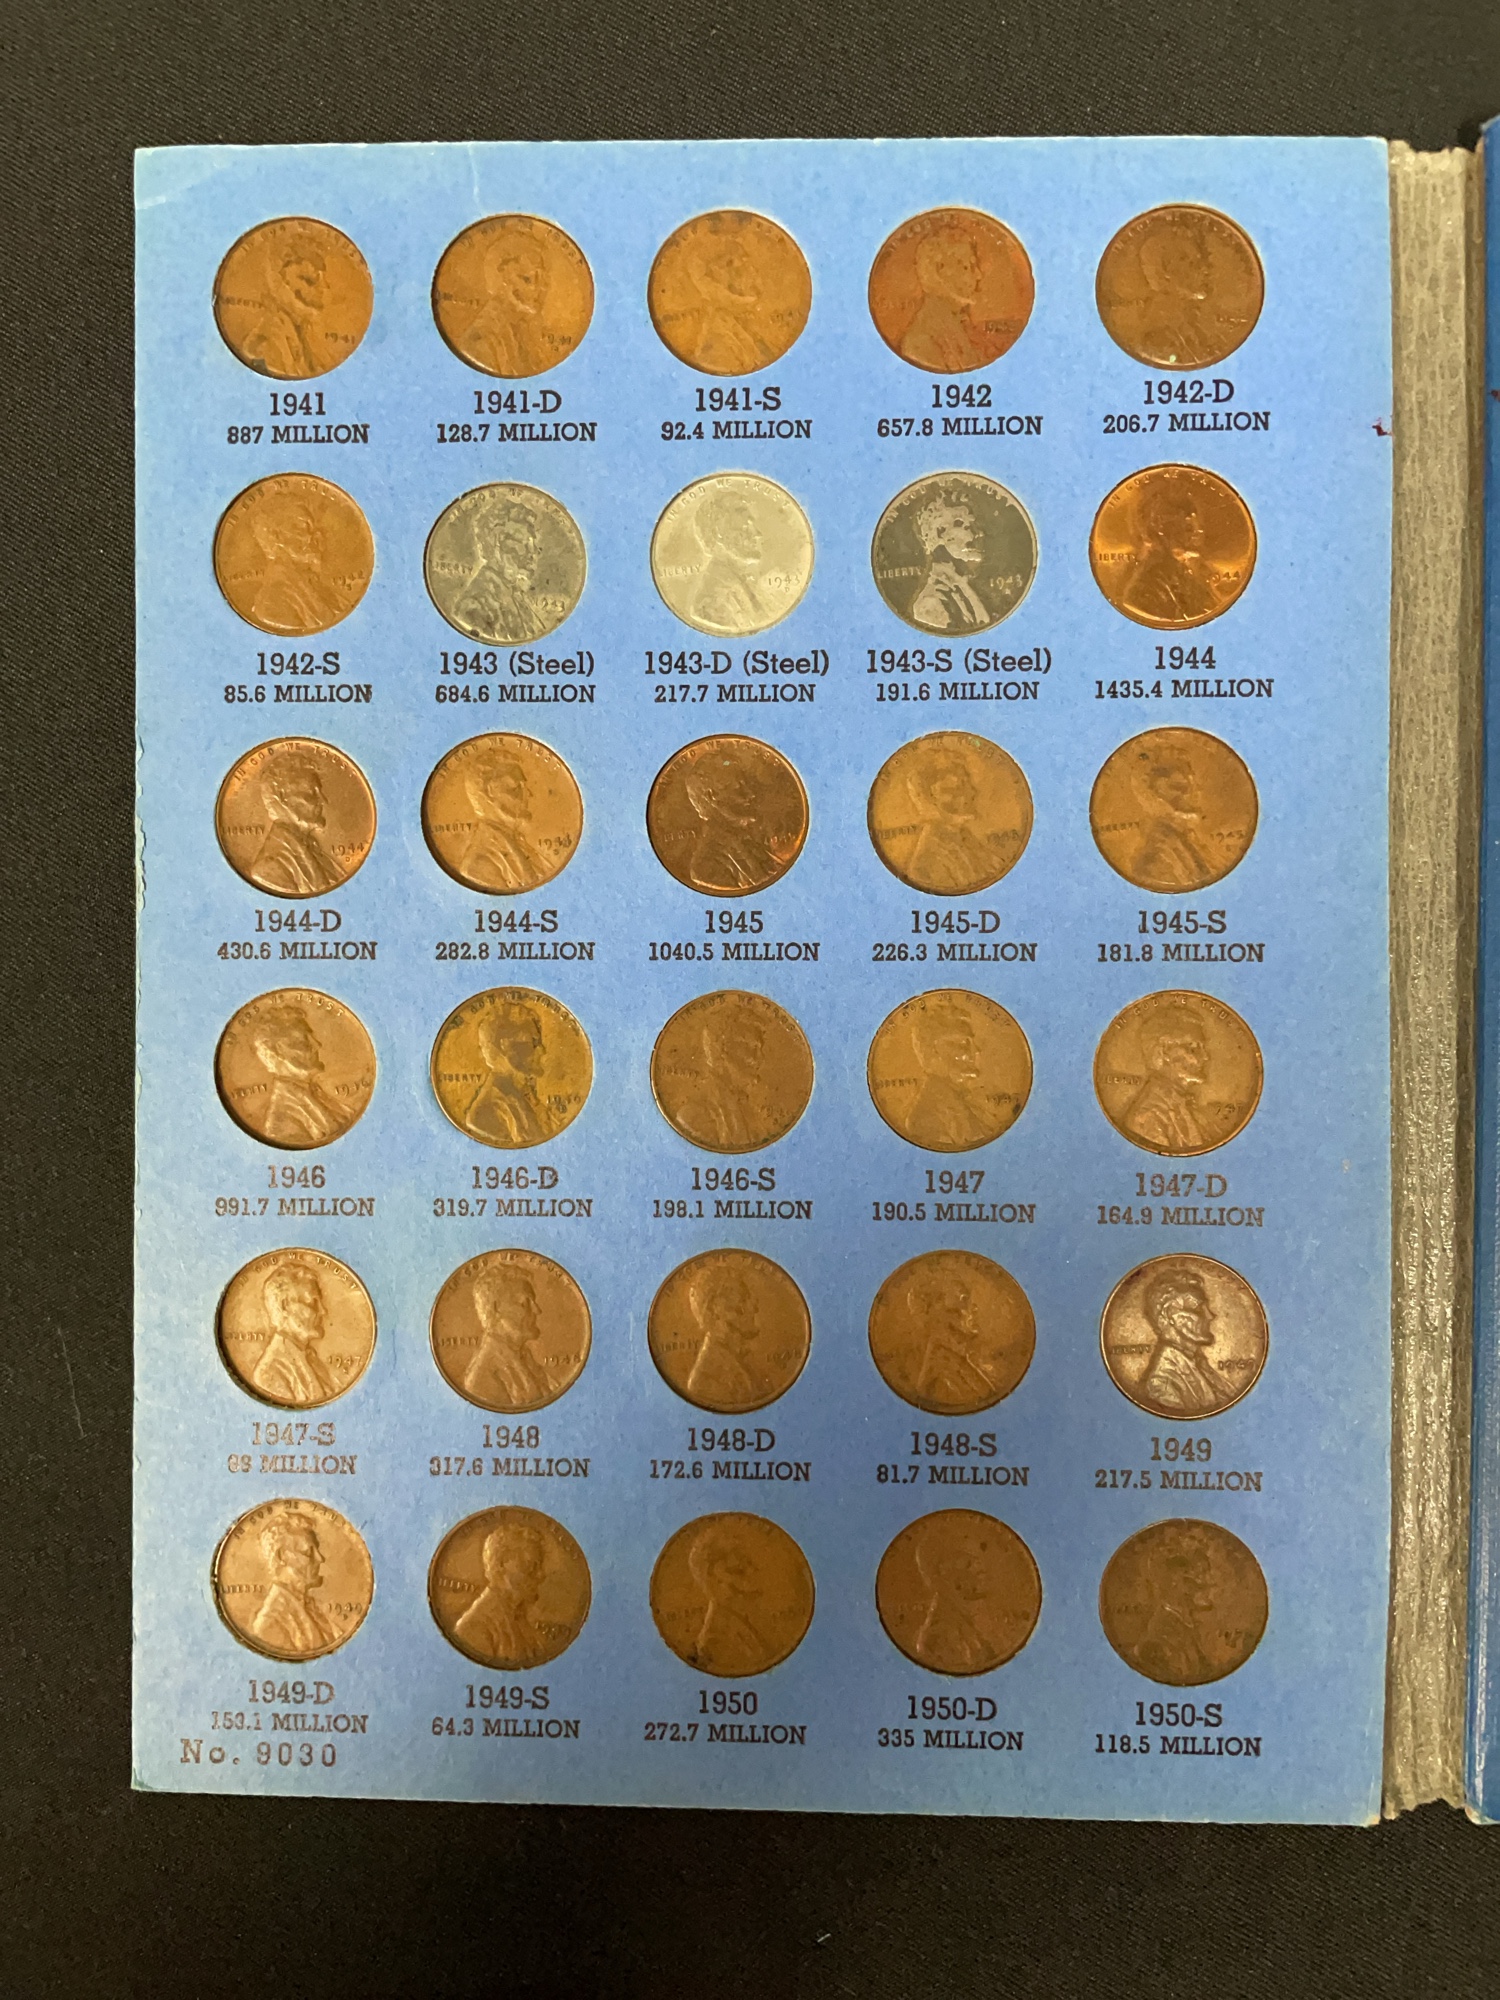 1941 1941-D 1941-S 1942 1942-D
887 MILLION 128.7 MILLION 92.4 MILLION 657.8 MILLION 206.7 MILLION
1942-S 1943 (Steel) 1943-D (Steel) 1943-S (Steel) 1944
85.6 MILLION 684.6 MILLION 217.7 MILLION 191.6 MILLION 1435.4 MILLION
1944-D 1944-S 1945 1945-D 1945-S
430.6 MILLION 282.8 MILLION 1040.5 MILLION 226.3 MILLION 181.8 MILLION
1946 1946-D 1946-S 1947 1947-D
991.7 MILLION 319.7 MILLION 198.1 MILLION 190.5 MILLION 164.9 MILLION
1947-S 1948 1948-D 1948-S 1949
MILLION 317.6 MILLION 172.6 MILLION 81.7 MILLION 217.5 MILLION
1949-D 1949-S 1950 1950-D 1950-S
153.1 MILLION 64.3 MILLION 272.7 MILLION 335 MILLION 118.5 MILLION
No. 9030